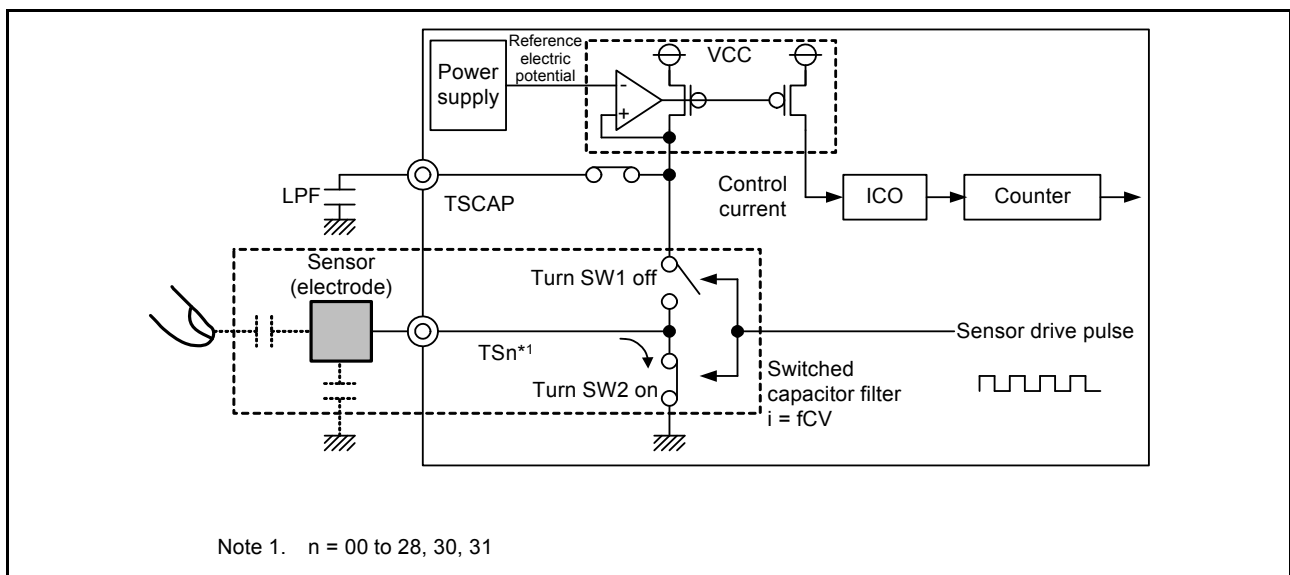 Power
supply
Reference
electric
potential
VCC
-
+
LPF
TSCAP
Control
current
ICO
Counter
Sensor
(electrode)
Turn SW1 off
TSn*1
Turn SW2 on
Sensor drive pulse
Switched
capacitor filter
i = fCV
Note 1. n = 00 to 28, 30, 31